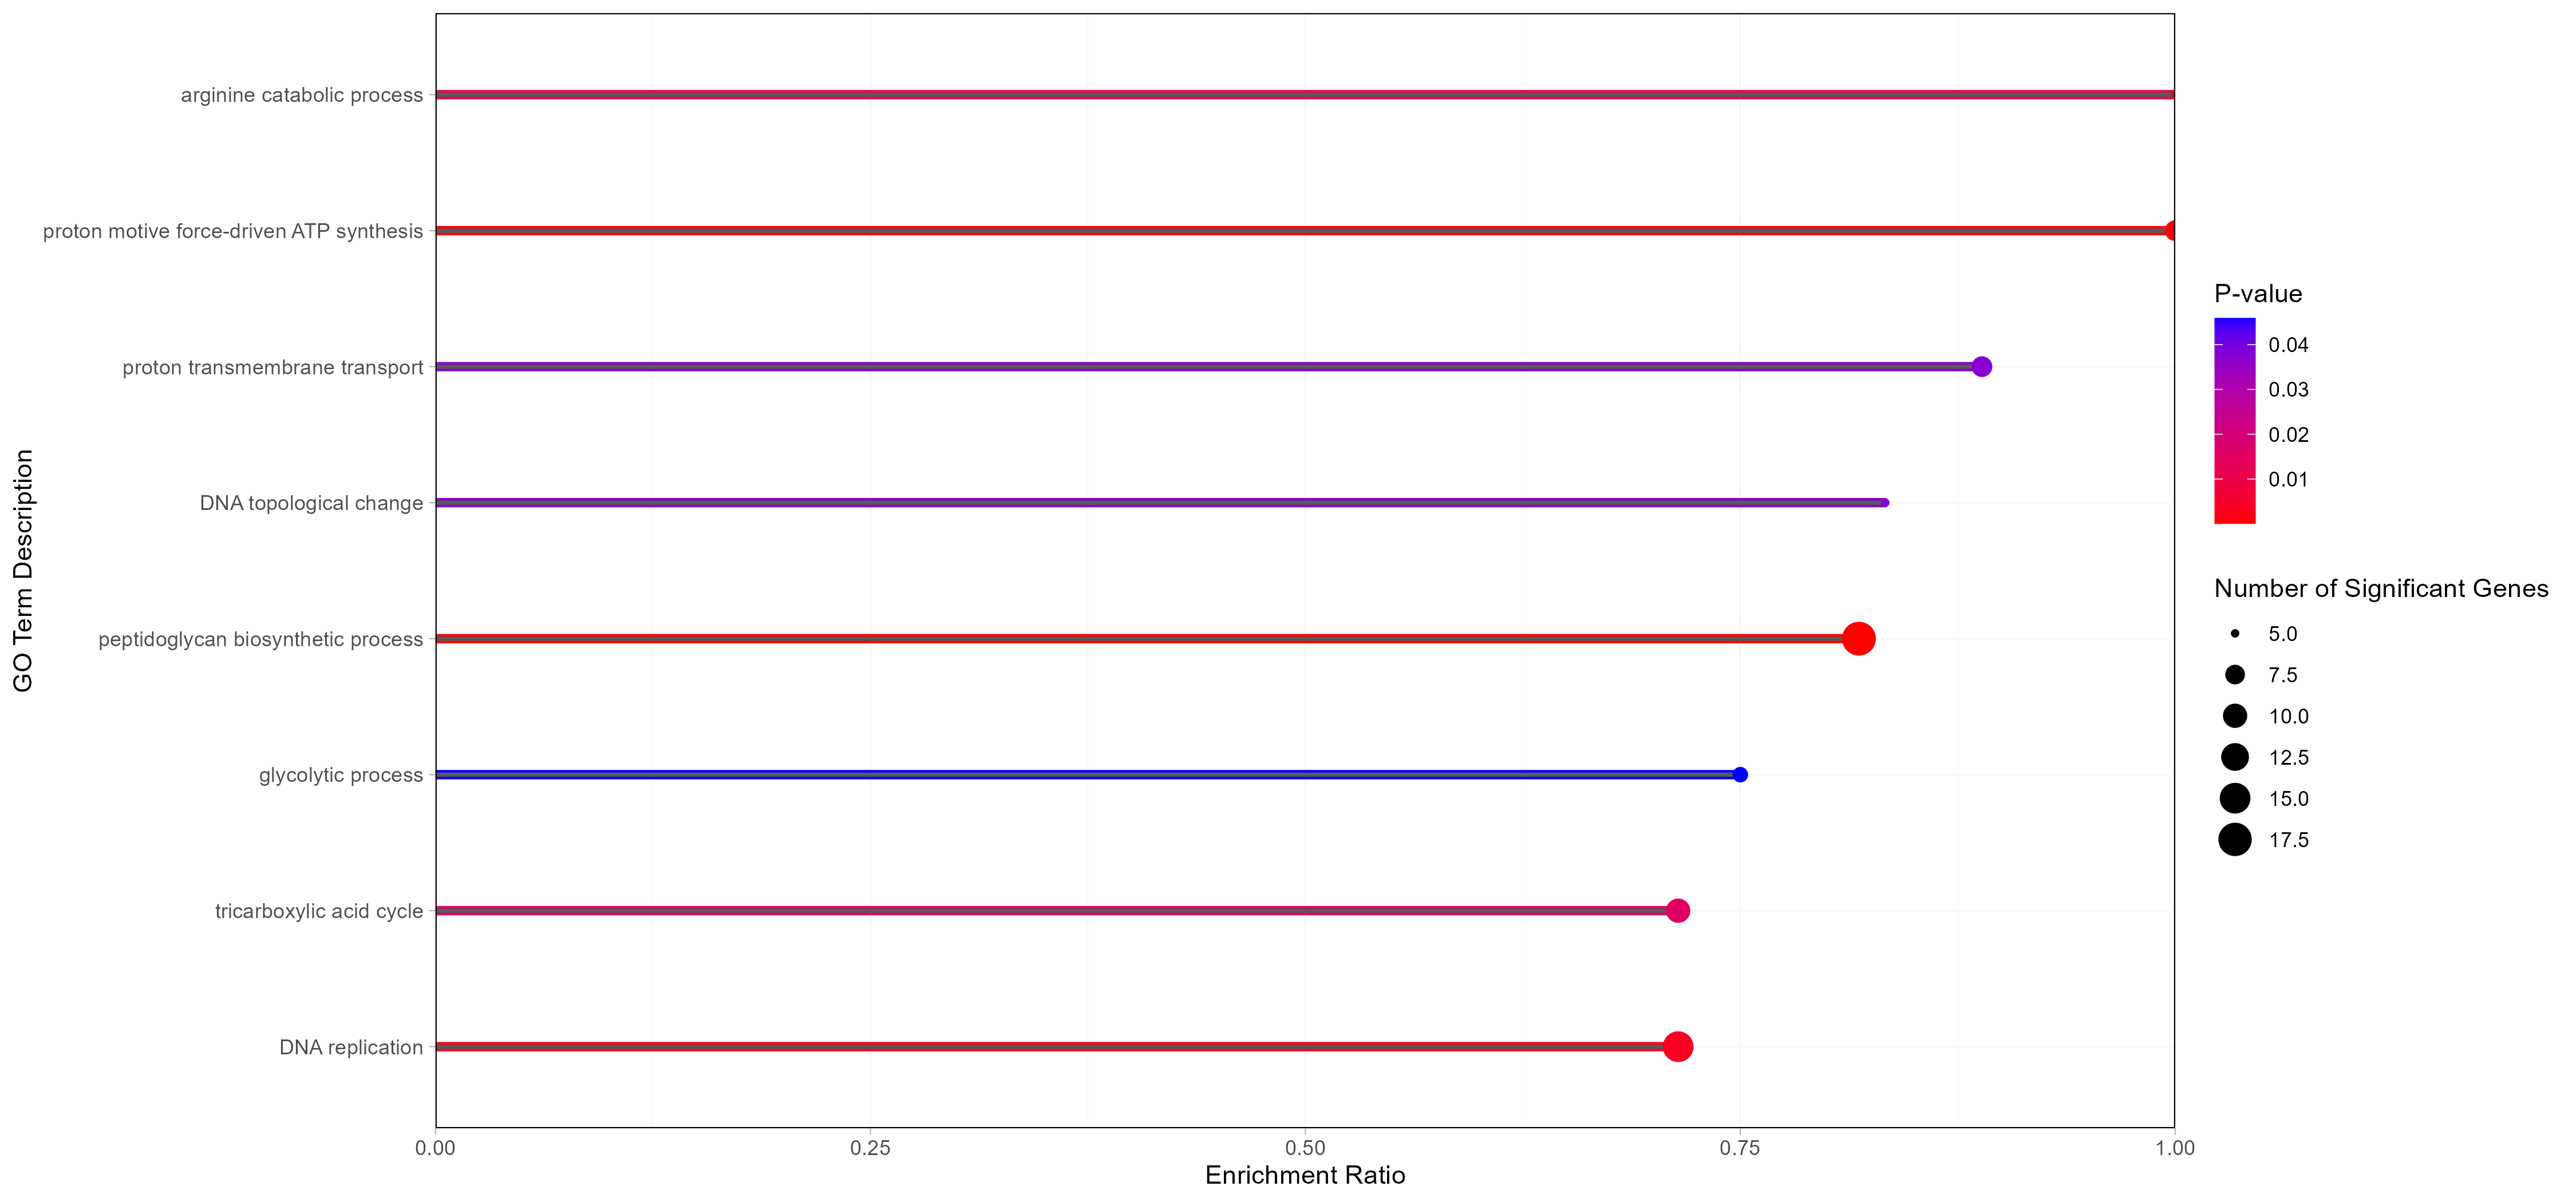 GO Term Description
arginine catabolic process
proton motive force-driven ATP synthesis
proton transmembrane transport
DNA topological change
peptidoglycan biosynthetic process
glycolytic process
tricarboxylic acid cycle
DNA replication
0.00 0.25 0.50 0.75 1.00
Enrichment Ratio
P-value
0.04
0.03
0.02
0.01
Number of Significant Genes
5.0
7.5
10.0
12.5
15.0
17.5